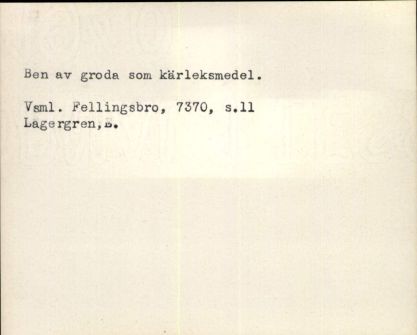 Ben av groda som kärleksmedel.
Vsml. Fellingsbro, 7370, s.11
Lagergren, E.